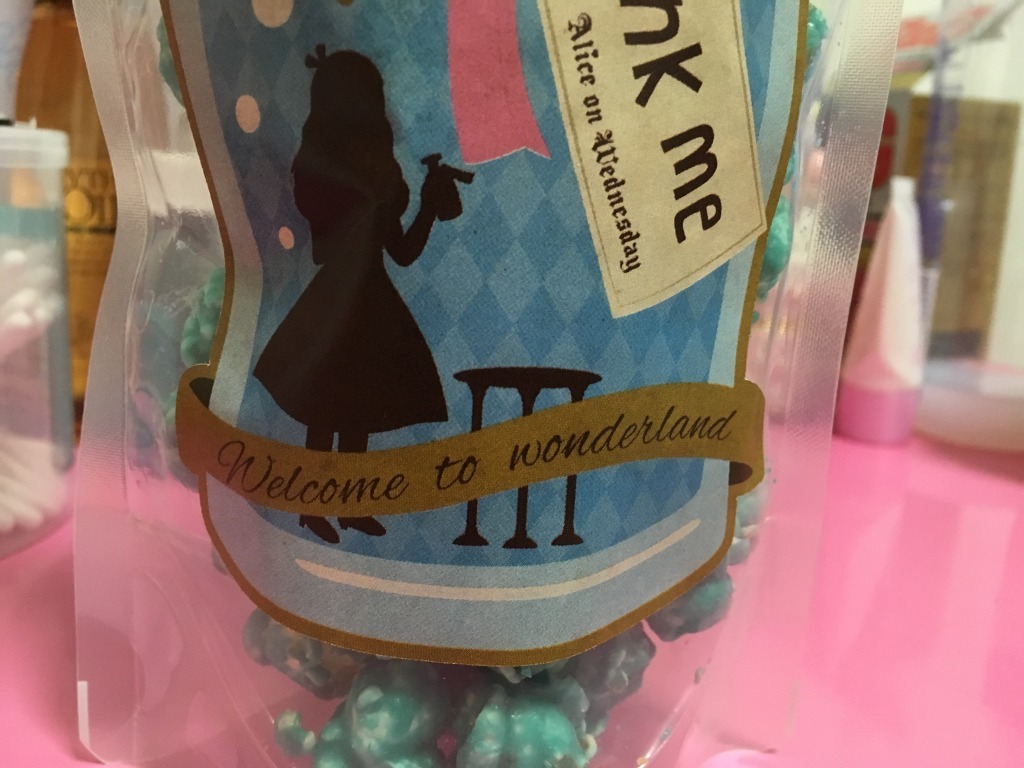 nk me
Alice on Wednesday
Welcome to wonderland